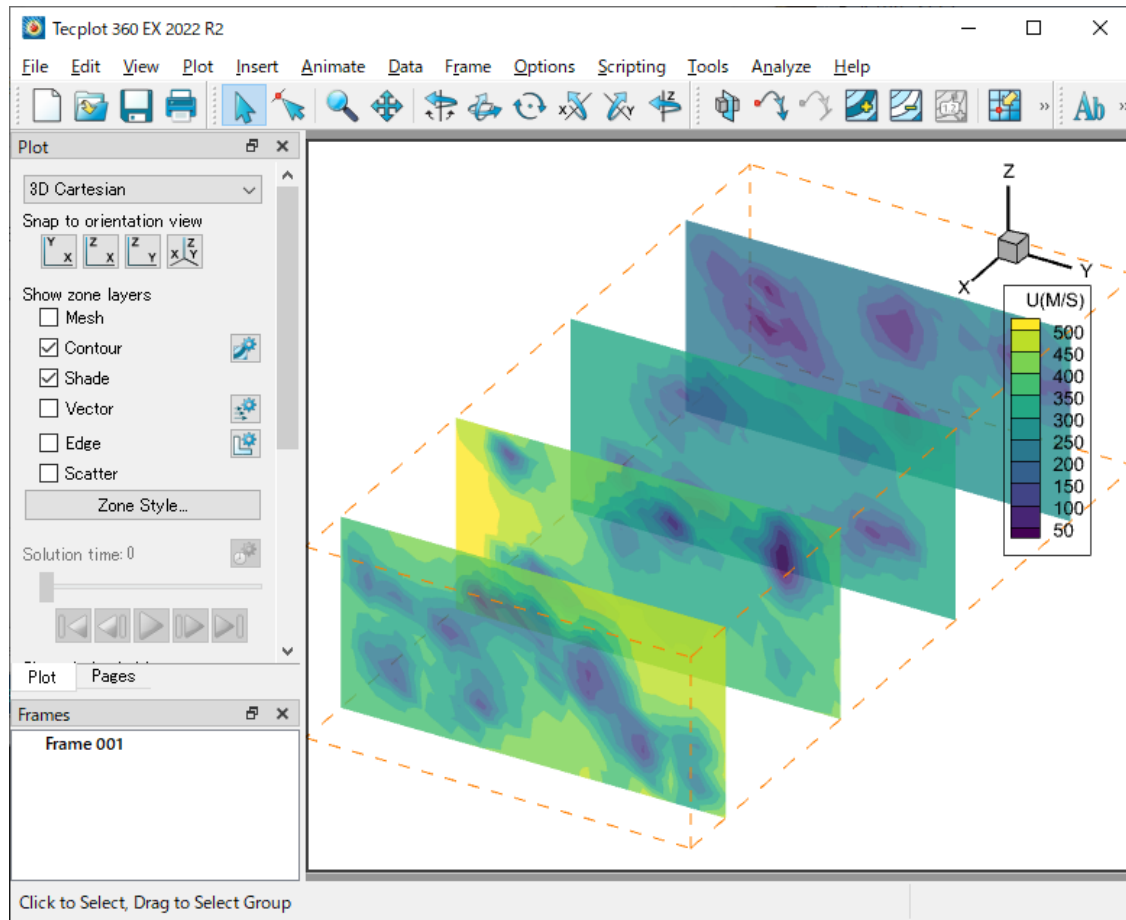 Tecplot 360 EX 2022 R2
File Edit View Plot Insert Animate Data Frame Options Scripting Tools Analyze Help
Ab
Plot
3D Cartesian
Snap to orientation view
Y X Z X Z Y X Z Y
Show zone layers
Mesh
Contour
Shade
Vector
Edge
Scatter
Zone Style...
Solution time: 0
Plot Pages
Frames
Frame 001
Z
X
Y
U(M/S)
500
450
400
350
300
250
200
150
100
50
Click to Select, Drag to Select Group